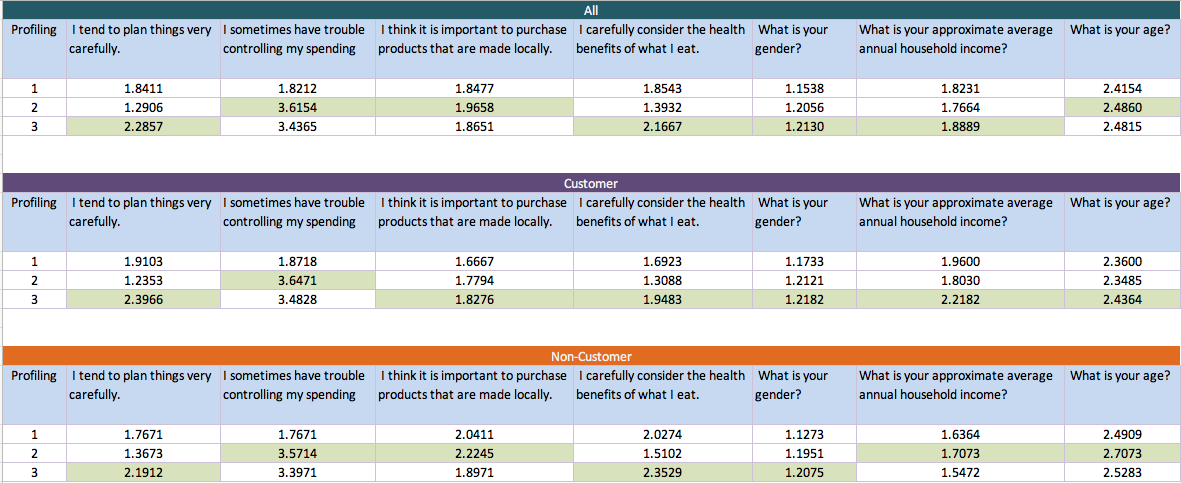 All
Profiling I tend to plan things very I sometimes have trouble I think it is important to purchase I carefully consider the health What is your What is your approximate average What is your age?
carefully. controlling my spending products that are made locally. benefits of what I eat. gender? annual household income?
1 1.8411 1.8212 1.8477 1.8543 1.1538 1.8231 2.4154
2 1.2906 3.6154 1.9658 1.3932 1.2056 1.7664 2.4860
3 2.2857 3.4365 1.8651 2.1667 1.2130 1.8889 2.4815
Customer
Profiling I tend to plan things very I sometimes have trouble I think it is important to purchase I carefully consider the health What is your What is your approximate average What is your age?
carefully. controlling my spending products that are made locally. benefits of what I eat. gender? annual household income?
1 1.9103 1.8718 1.6667 1.6923 1.1733 1.9600 2.3600
2 1.2353 3.6471 1.7794 1.3088 1.2121 1.8030 2.3485
3 2.3966 3.4828 1.8276 1.9483 1.2182 2.2182 2.4364
Non-Customer
Profiling I tend to plan things very I sometimes have trouble I think it is important to purchase I carefully consider the health What is your What is your approximate average What is your age?
carefully. controlling my spending products that are made locally. benefits of what I eat. gender? annual household income?
1 1.7671 1.7671 2.0411 2.0274 1.1273 1.6364 2.4909
2 1.3673 3.5714 2.2245 1.5102 1.1951 1.7073 2.7073
3 2.1912 3.3971 1.8971 2.3529 1.2075 1.5472 2.5283